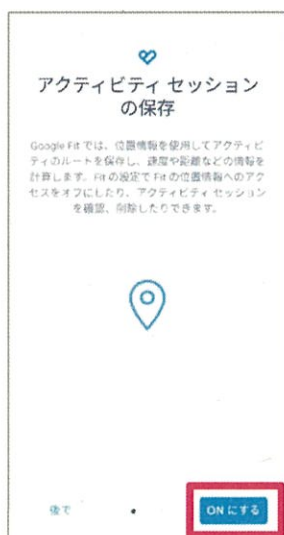 アクティビティ セッション
の保存
Google Fit では、位置情報を使用してアクティビ
ティのルートを保存し、速度や距離などの情報を
計算します。Fit の設定で Fit の位置情報へのアク
セスをオフにしたり、アクティビティ セッション
を確認、削除したりできます。
後で
ON にする